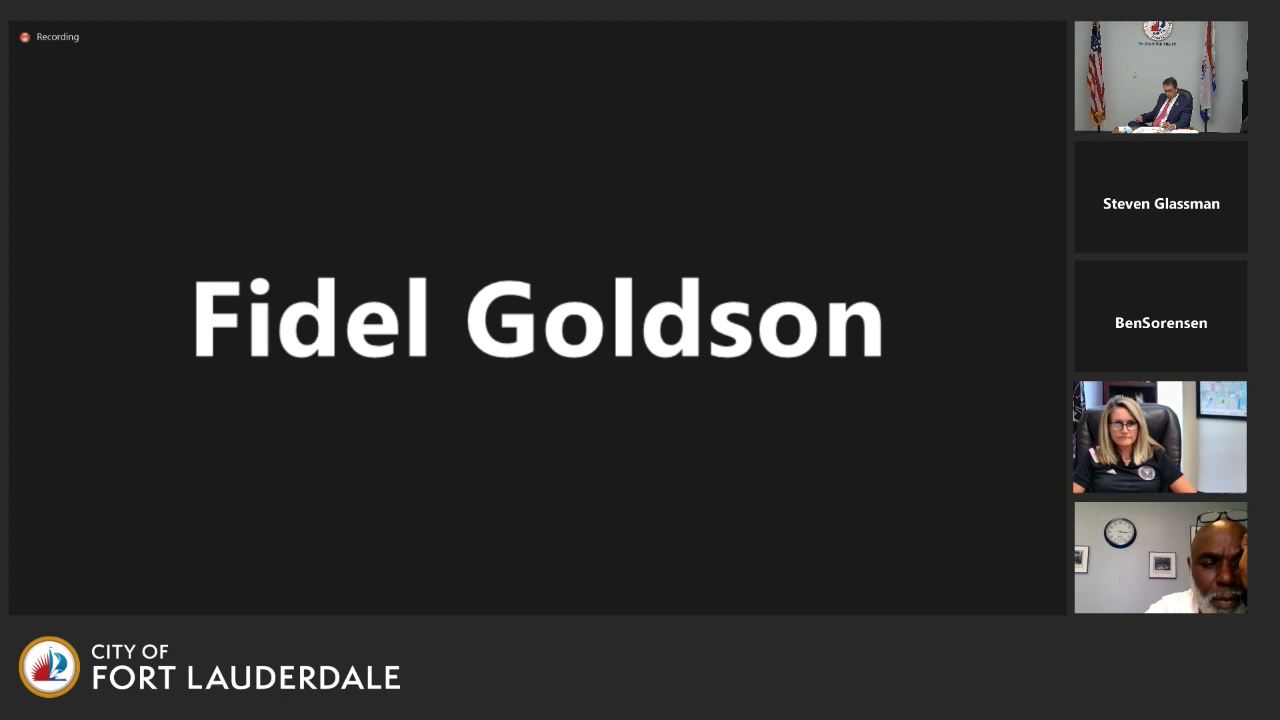 Recording
Fidel Goldson
Steven Glassman
BenSorensen
CITY OF
FORT LAUDERDALE